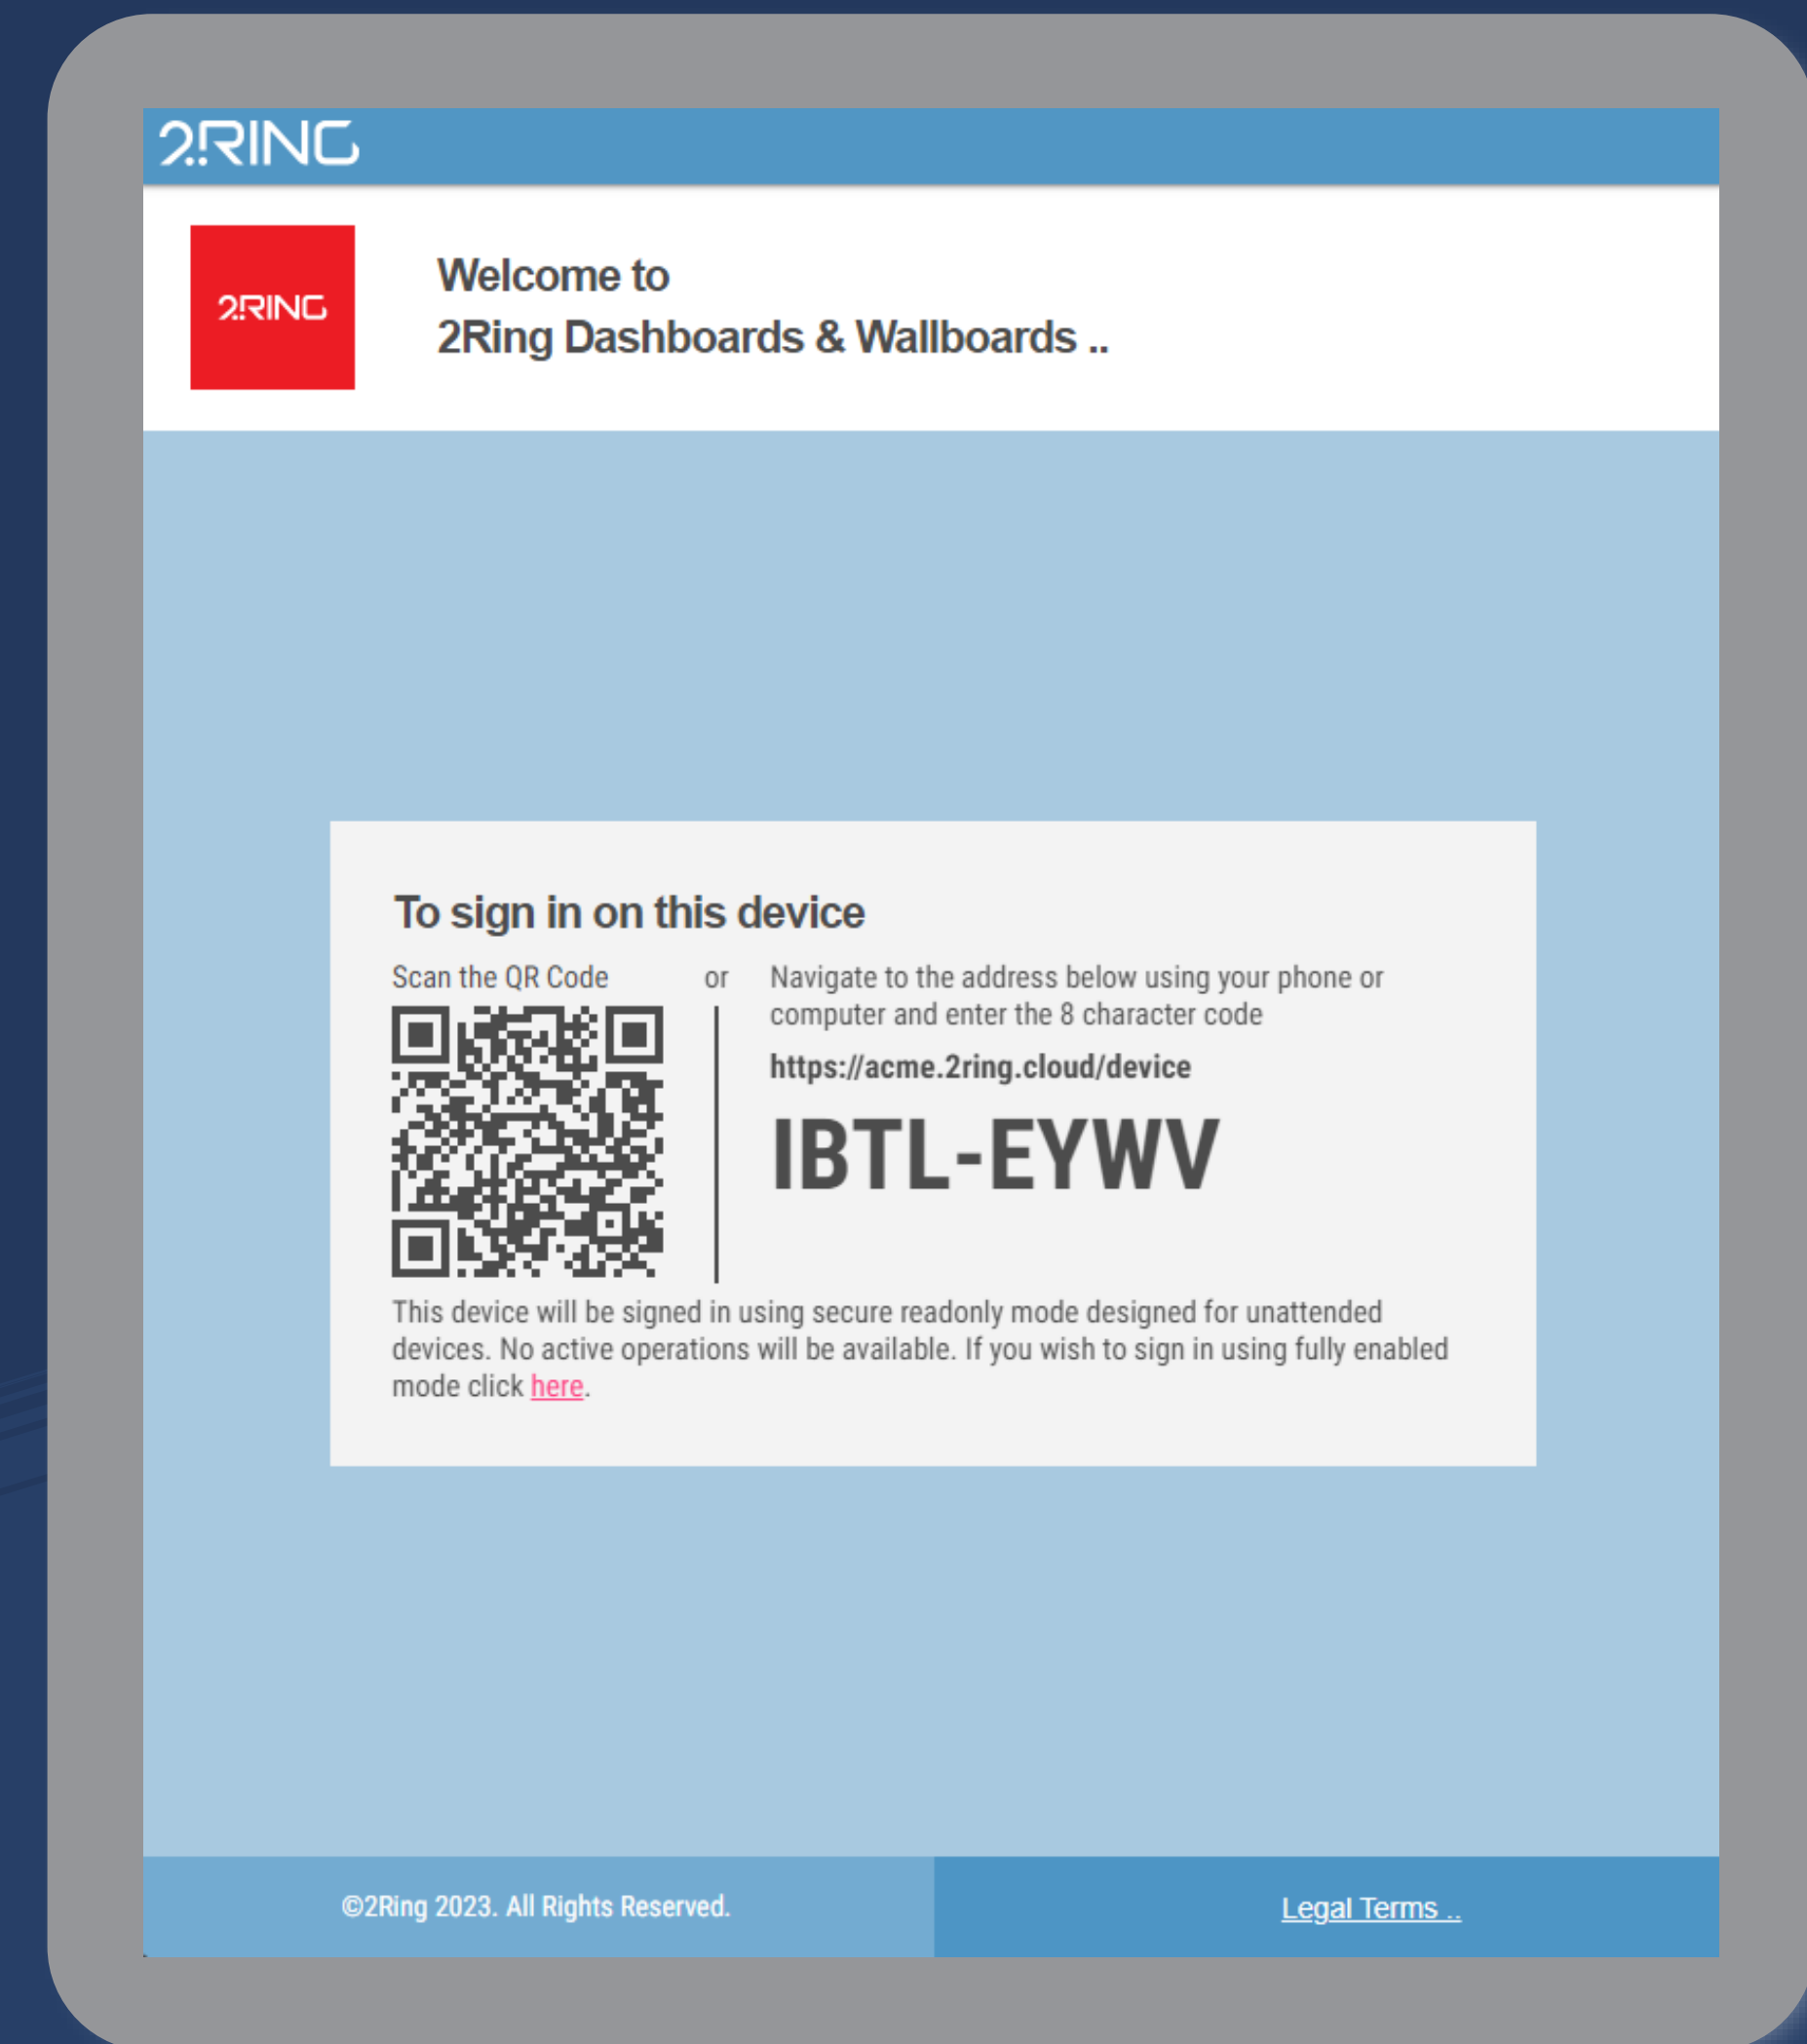 2RING
2RING
Welcome to
2Ring Dashboards & Wallboards ..
To sign in on this device
Scan the QR Code
or
Navigate to the address below using your phone or
computer and enter the 8 character code
https://acme.2ring.cloud/device
IBTL-EYWV
This device will be signed in using secure readonly mode designed for unattended
devices. No active operations will be available. If you wish to sign in using fully enabled
mode click here.
©2Ring 2023. All Rights Reserved.
Legal Terms ..